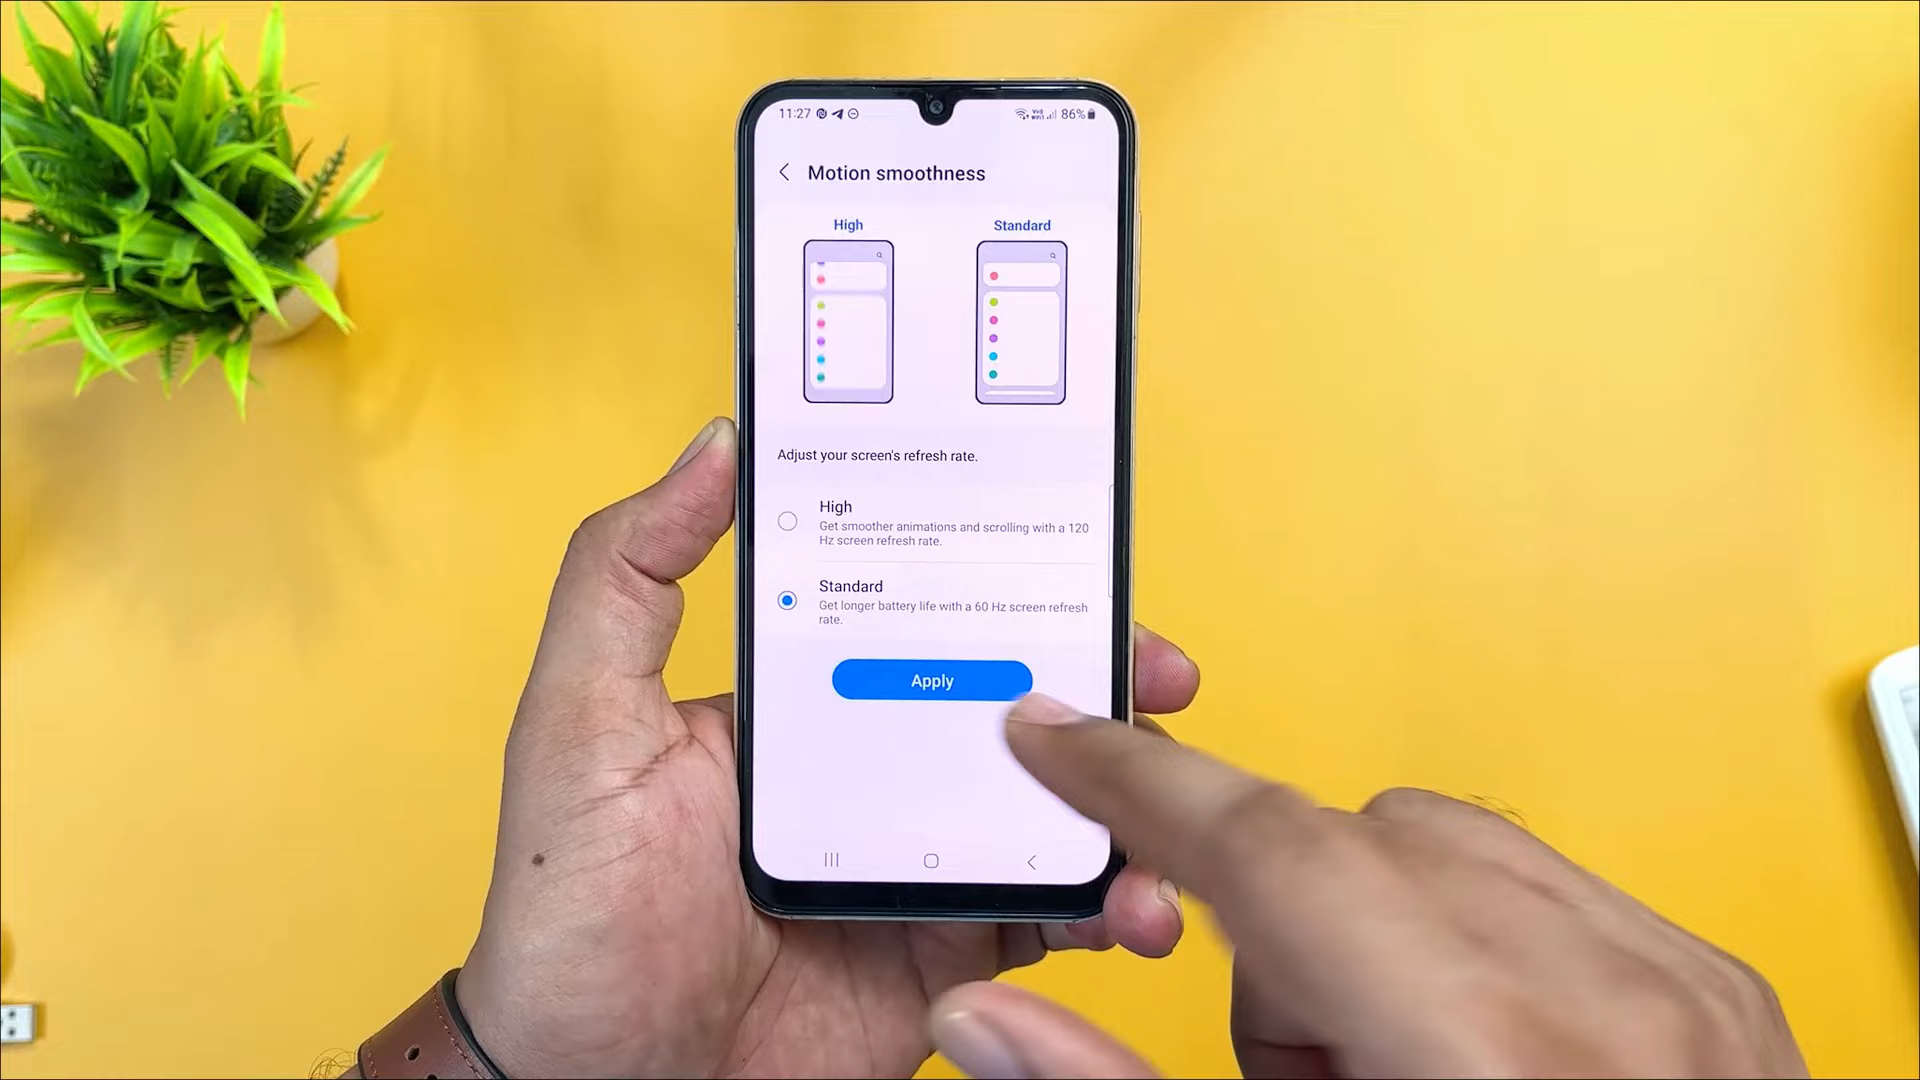 11:27 86%
Motion smoothness
High Standard
Adjust your screen's refresh rate.
High
Get smoother animations and scrolling with a 120
Hz screen refresh rate.
Standard
Get longer battery life with a 60 Hz screen refresh
rate.
Apply